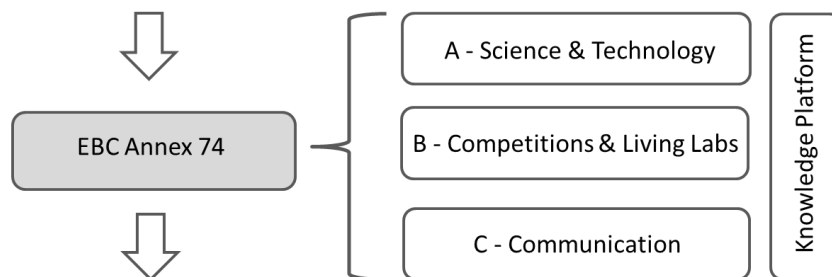 A - Science & Technology
EBC Annex 74
B - Competitions & Living Labs
C - Communication
Knowledge Platform